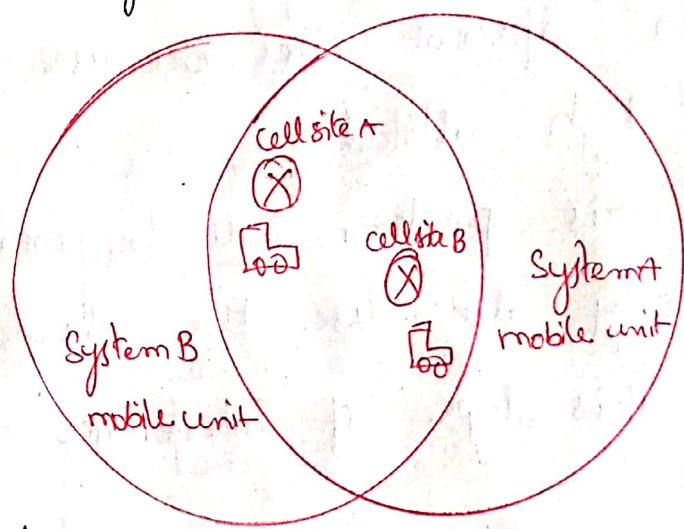 Cell site A
Cell site B
System A
mobile unit
System B
mobile unit